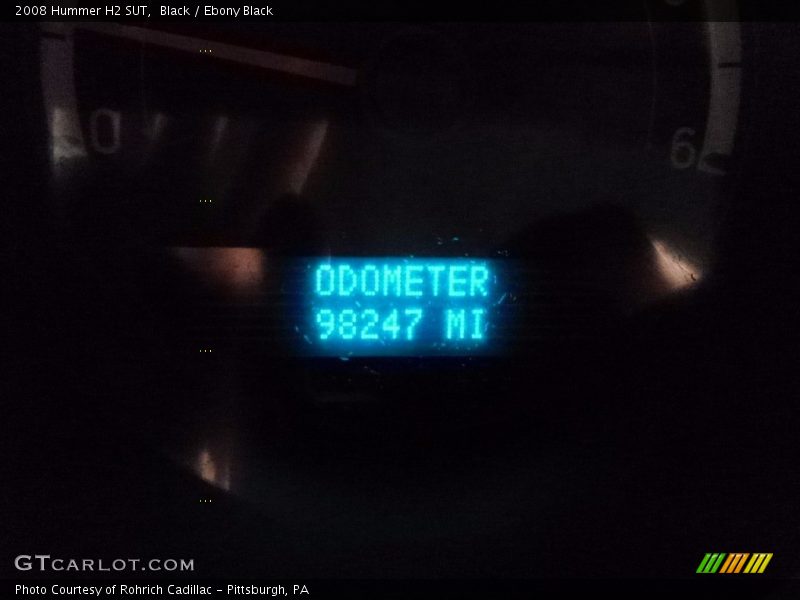 2008 Hummer H2 SUT, Black / Ebony Black
0
6
ODOMETER
98247 MI
GTCARLOT.COM
Photo Courtesy of Rohrich Cadillac - Pittsburgh, PA